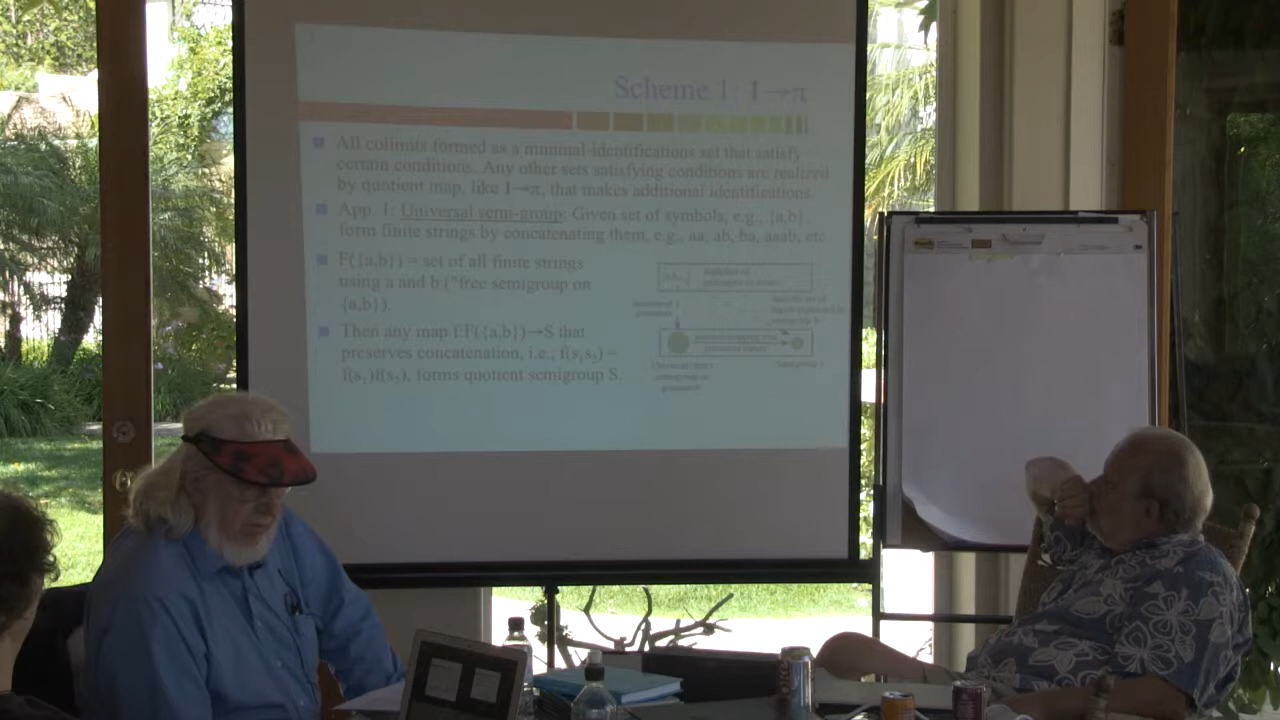 Scheme 1: 1→π
All colimits formed as a minimal-identifications set that satisfy
certain conditions. Any other sets satisfying conditions are realized
by quotient map, like 1→π, that makes additional identifications.
App. 1: Universal semi-group: Given set of symbols, e.g., {a,b},
form finite strings by concatenating them, e.g., aa, ab, ba, aaab, etc
F({a,b}) = set of all finite strings
using a and b ("free semigroup on
{a,b}).
Then any map f:F({a,b})→S that
preserves concatenation, i.e., f(s₁s₂) =
f(s₁)f(s₂), forms quotient semigroup S.